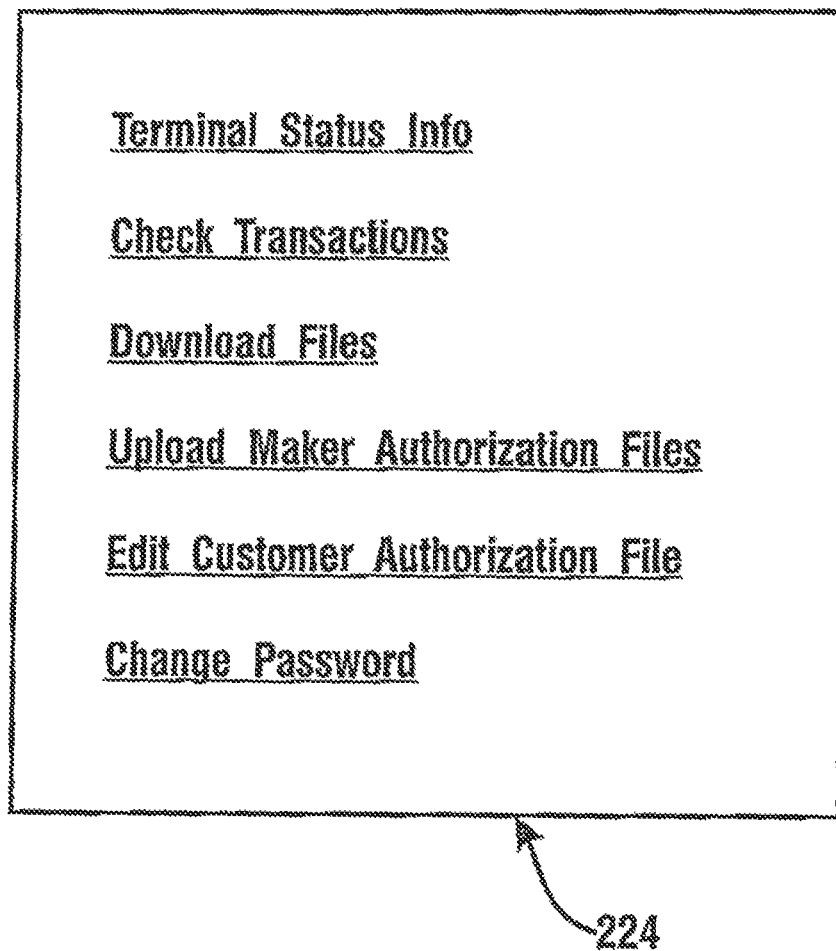 Terminal Status Info
Check Transactions
Download Files
Upload Maker Authorization Files
Edit Customer Authorization File
Change Password
224